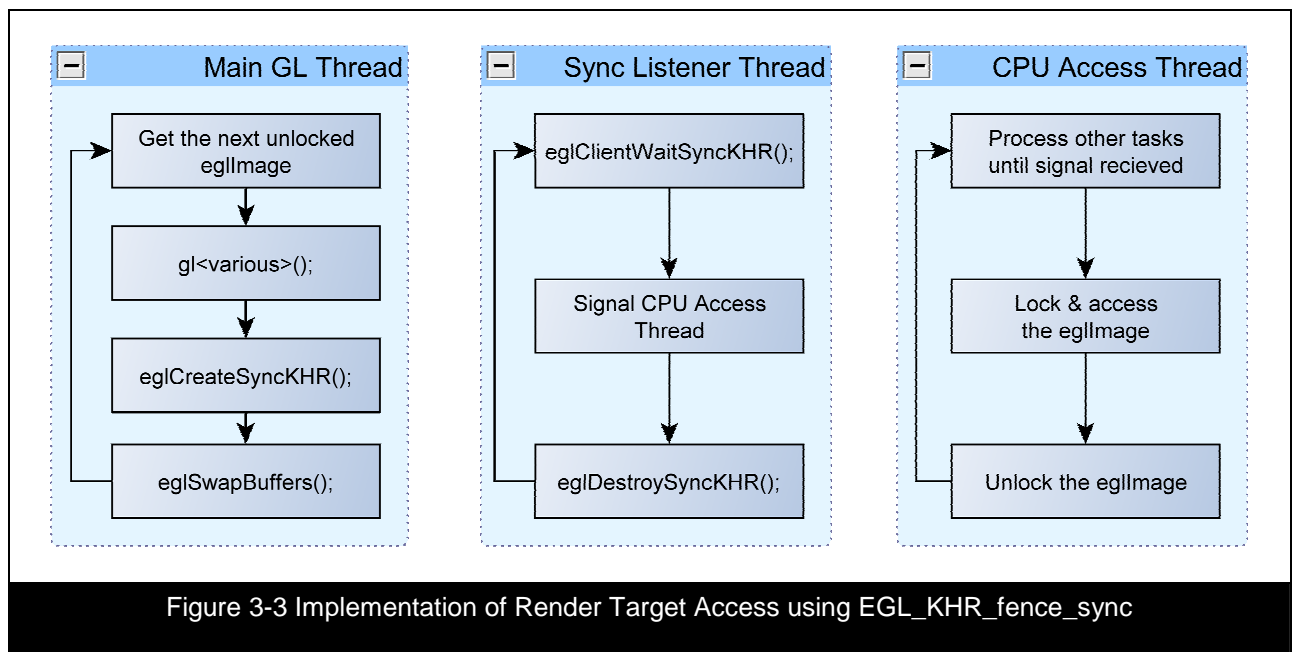 Main GL Thread
Get the next unlocked
eglImage
gl<various>();
eglCreateSyncKHR();
eglSwapBuffers();
Sync Listener Thread
eglClientWaitSyncKHR();
Signal CPU Access
Thread
eglDestroySyncKHR();
CPU Access Thread
Process other tasks
until signal recieved
Lock & access
the eglImage
Unlock the eglImage
Figure 3-3 Implementation of Render Target Access using EGL_KHR_fence_sync